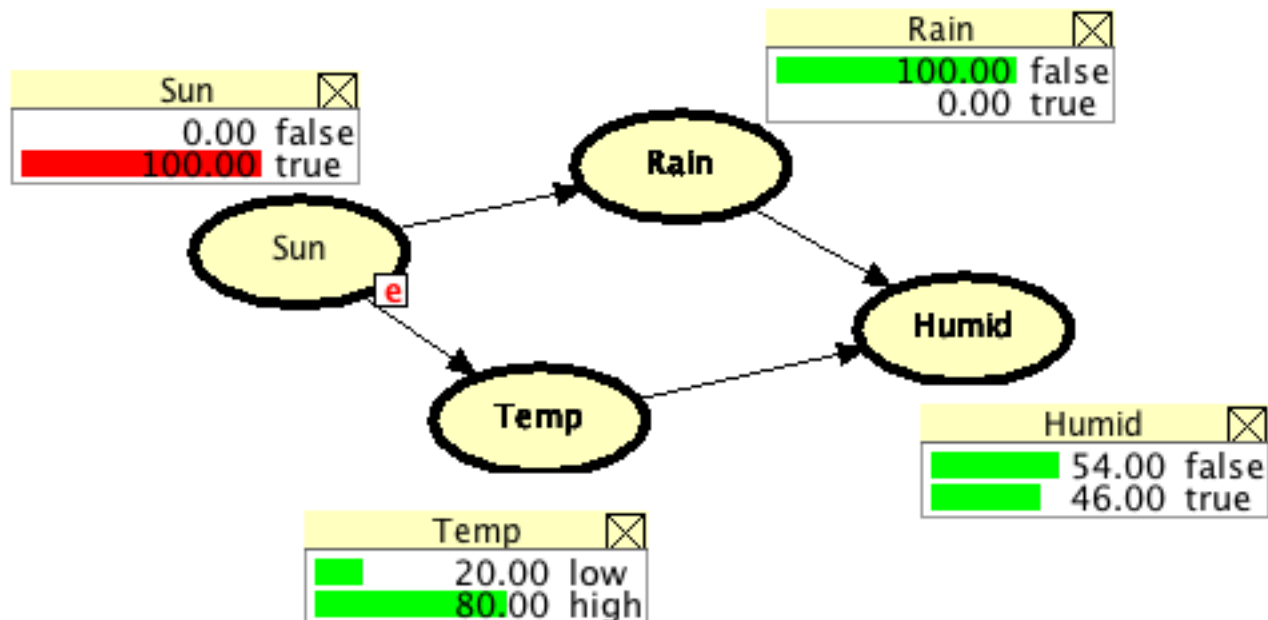 Rain
100.00 false
0.00 true
Sun
0.00 false
100.00 true
Rain
Sun
e
Humid
Temp
Humid
54.00 false
46.00 true
Temp
20.00 low
80.00 high